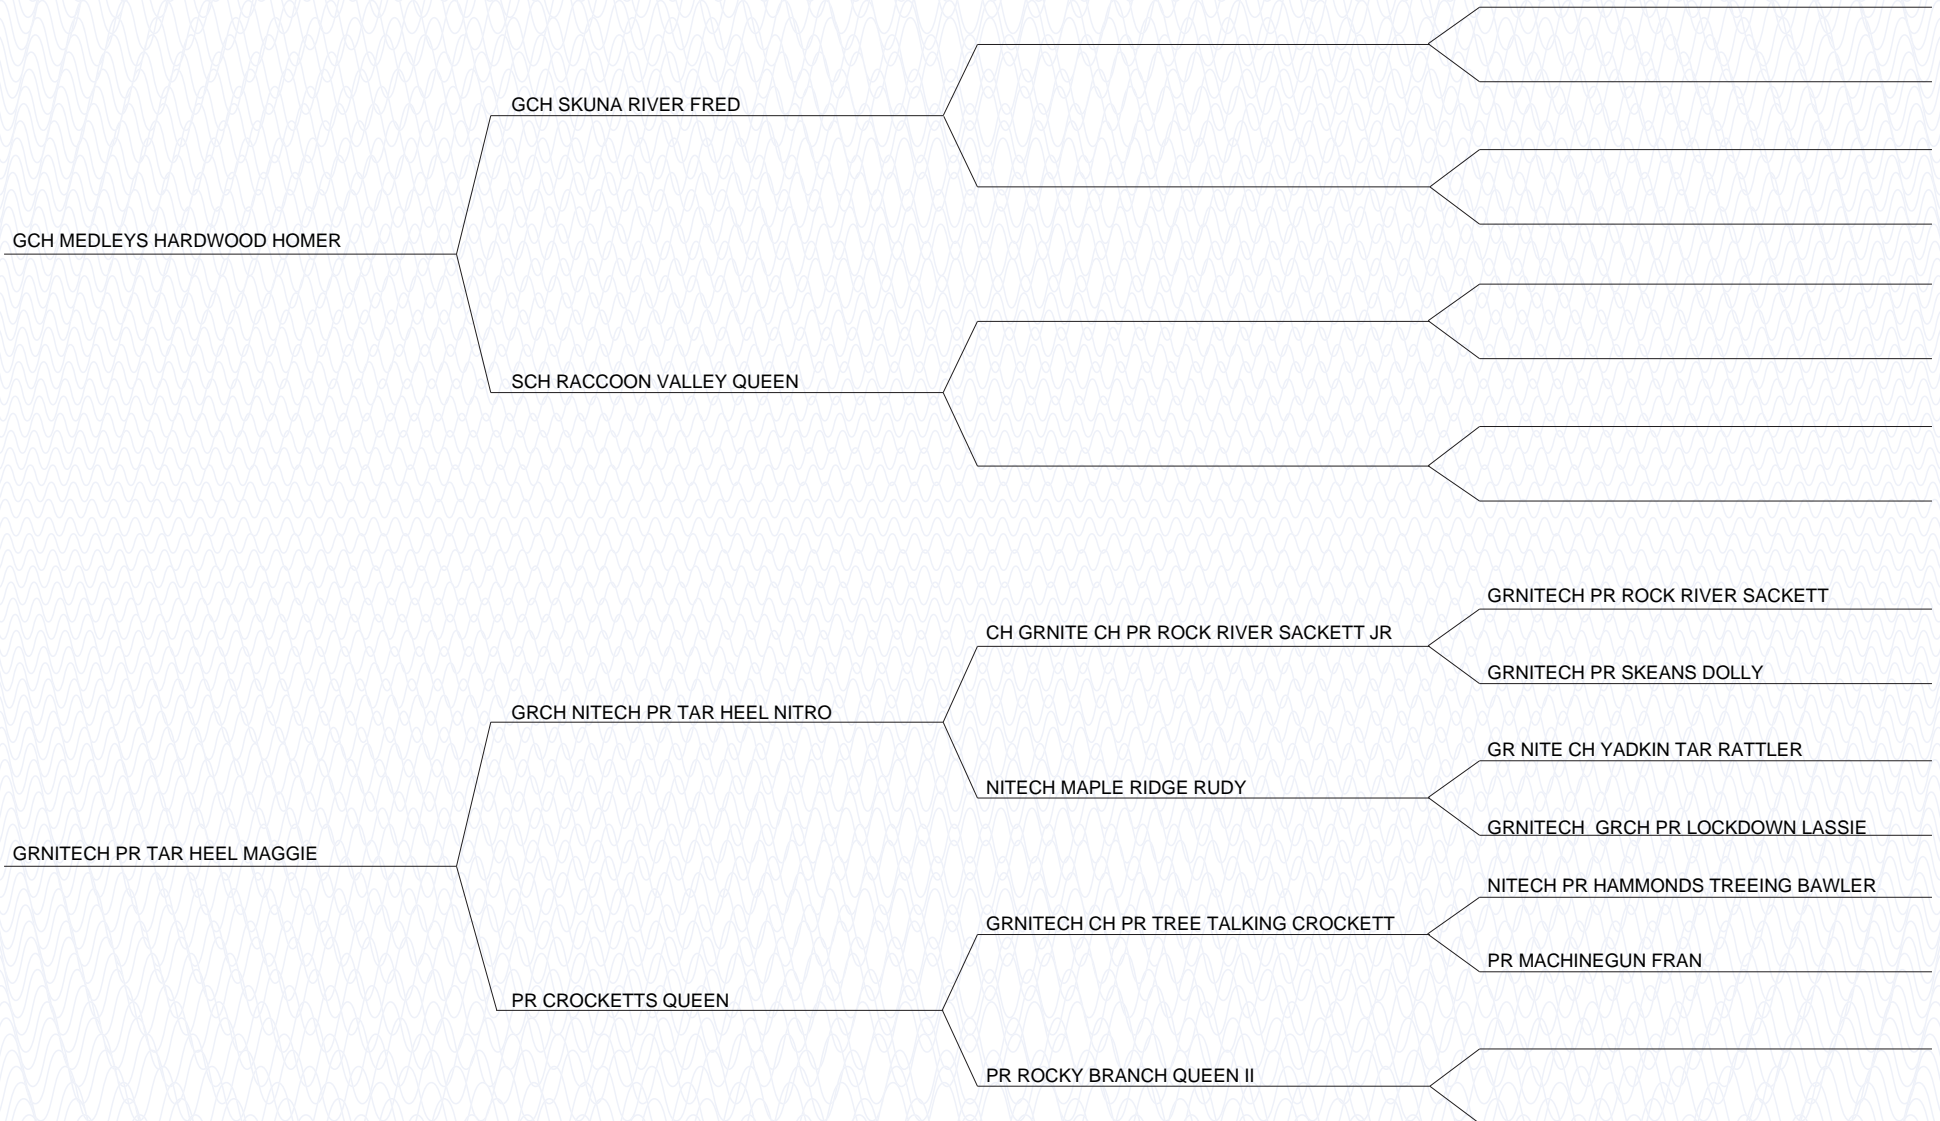 GCH SKUNA RIVER FRED
GCH MEDLEYS HARDWOOD HOMER
SCH RACCOON VALLEY QUEEN
GRNITECH PR ROCK RIVER SACKETT
CH GRNITE CH PR ROCK RIVER SACKETT JR
GRNITECH PR SKEANS DOLLY
GRCH NITECH PR TAR HEEL NITRO
GR NITE CH YADKIN TAR RATTLER
NITECH MAPLE RIDGE RUDY
GRNITECH  GRCH PR LOCKDOWN LASSIE
GRNITECH PR TAR HEEL MAGGIE
NITECH PR HAMMONDS TREEING BAWLER
GRNITECH CH PR TREE TALKING CROCKETT
PR MACHINEGUN FRAN
PR CROCKETTS QUEEN
PR ROCKY BRANCH QUEEN II